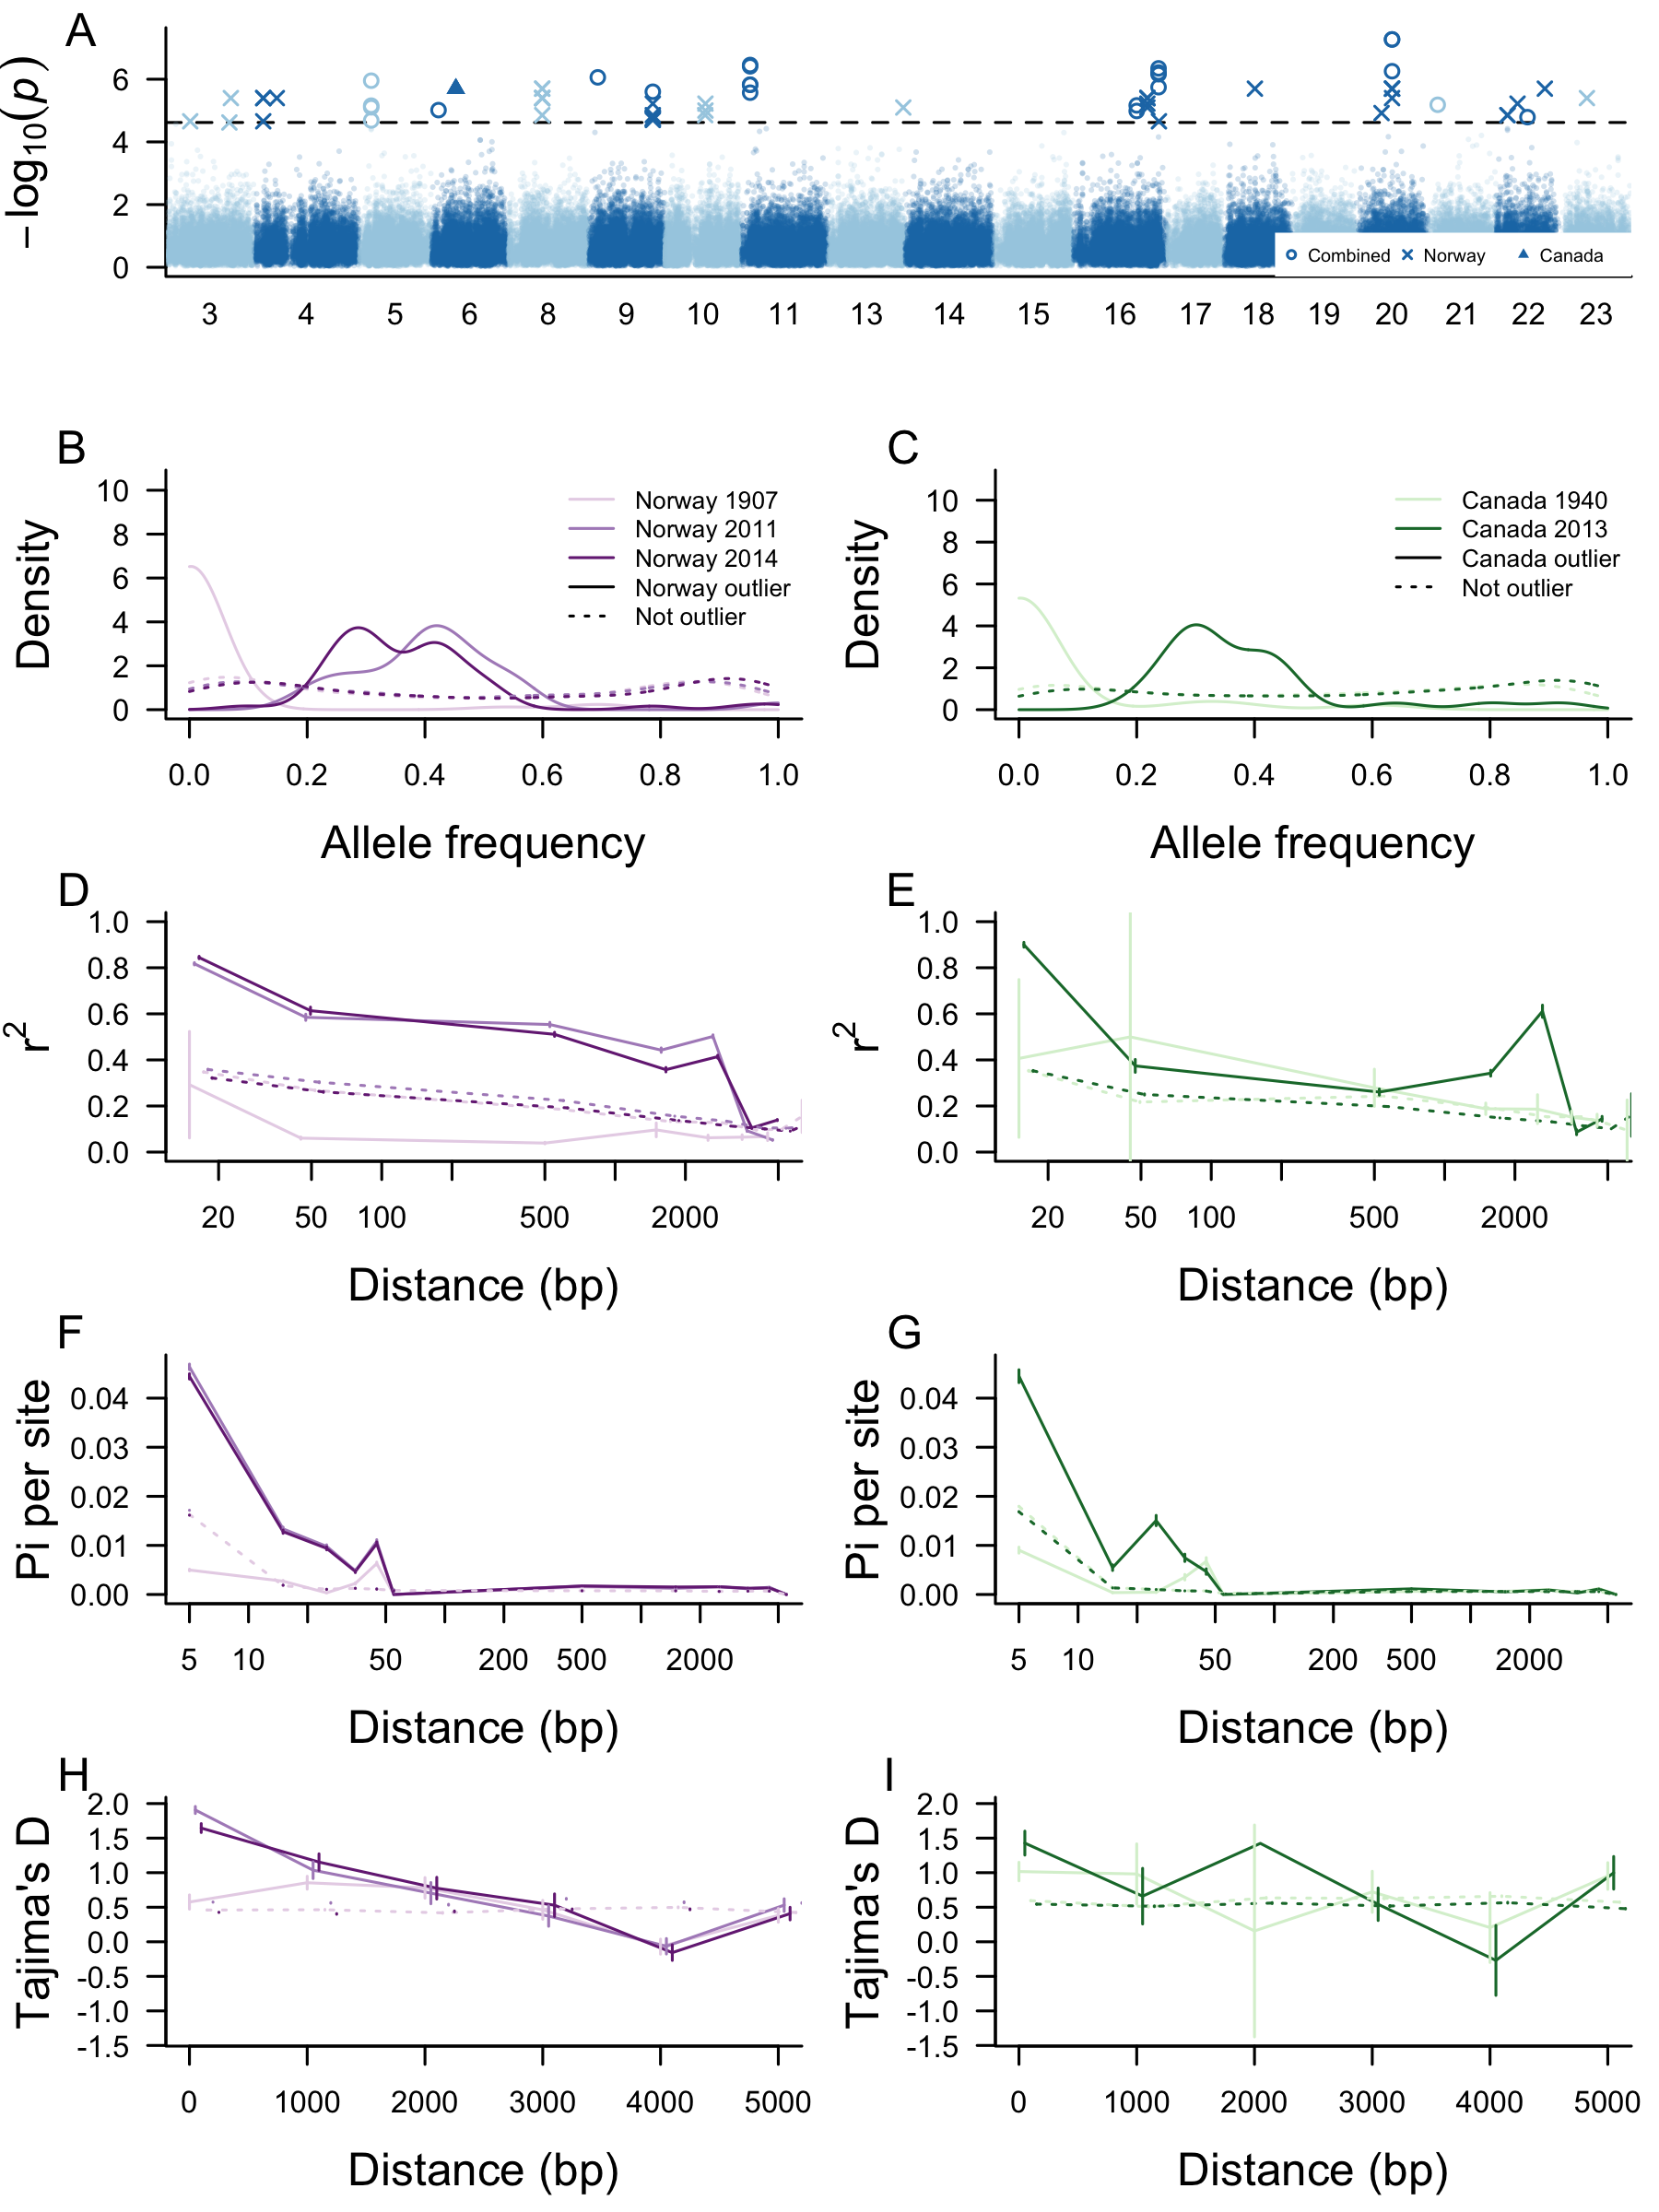 A
−log10(p)
6
4
2
0
Combined Norway Canada
3 4 5 6 8 9 10 11 13 14 15 16 17 18 19 20 21 22 23
B
Density
10
8
6
4
2
0
Norway 1907
Norway 2011
Norway 2014
Norway outlier
Not outlier
0.0 0.2 0.4 0.6 0.8 1.0
Allele frequency
C
Density
10
8
6
4
2
0
Canada 1940
Canada 2013
Canada outlier
Not outlier
0.0 0.2 0.4 0.6 0.8 1.0
Allele frequency
D
r2
1.0
0.8
0.6
0.4
0.2
0.0
20 50 100 500 2000
Distance (bp)
E
r2
1.0
0.8
0.6
0.4
0.2
0.0
20 50 100 500 2000
Distance (bp)
F
Pi per site
0.04
0.03
0.02
0.01
0.00
5 10 50 200 500 2000
Distance (bp)
G
Pi per site
0.04
0.03
0.02
0.01
0.00
5 10 50 200 500 2000
Distance (bp)
H
Tajima's D
2.0
1.5
1.0
0.5
0.0
-0.5
-1.0
-1.5
0 1000 2000 3000 4000 5000
Distance (bp)
I
Tajima's D
2.0
1.5
1.0
0.5
0.0
-0.5
-1.0
-1.5
0 1000 2000 3000 4000 5000
Distance (bp)